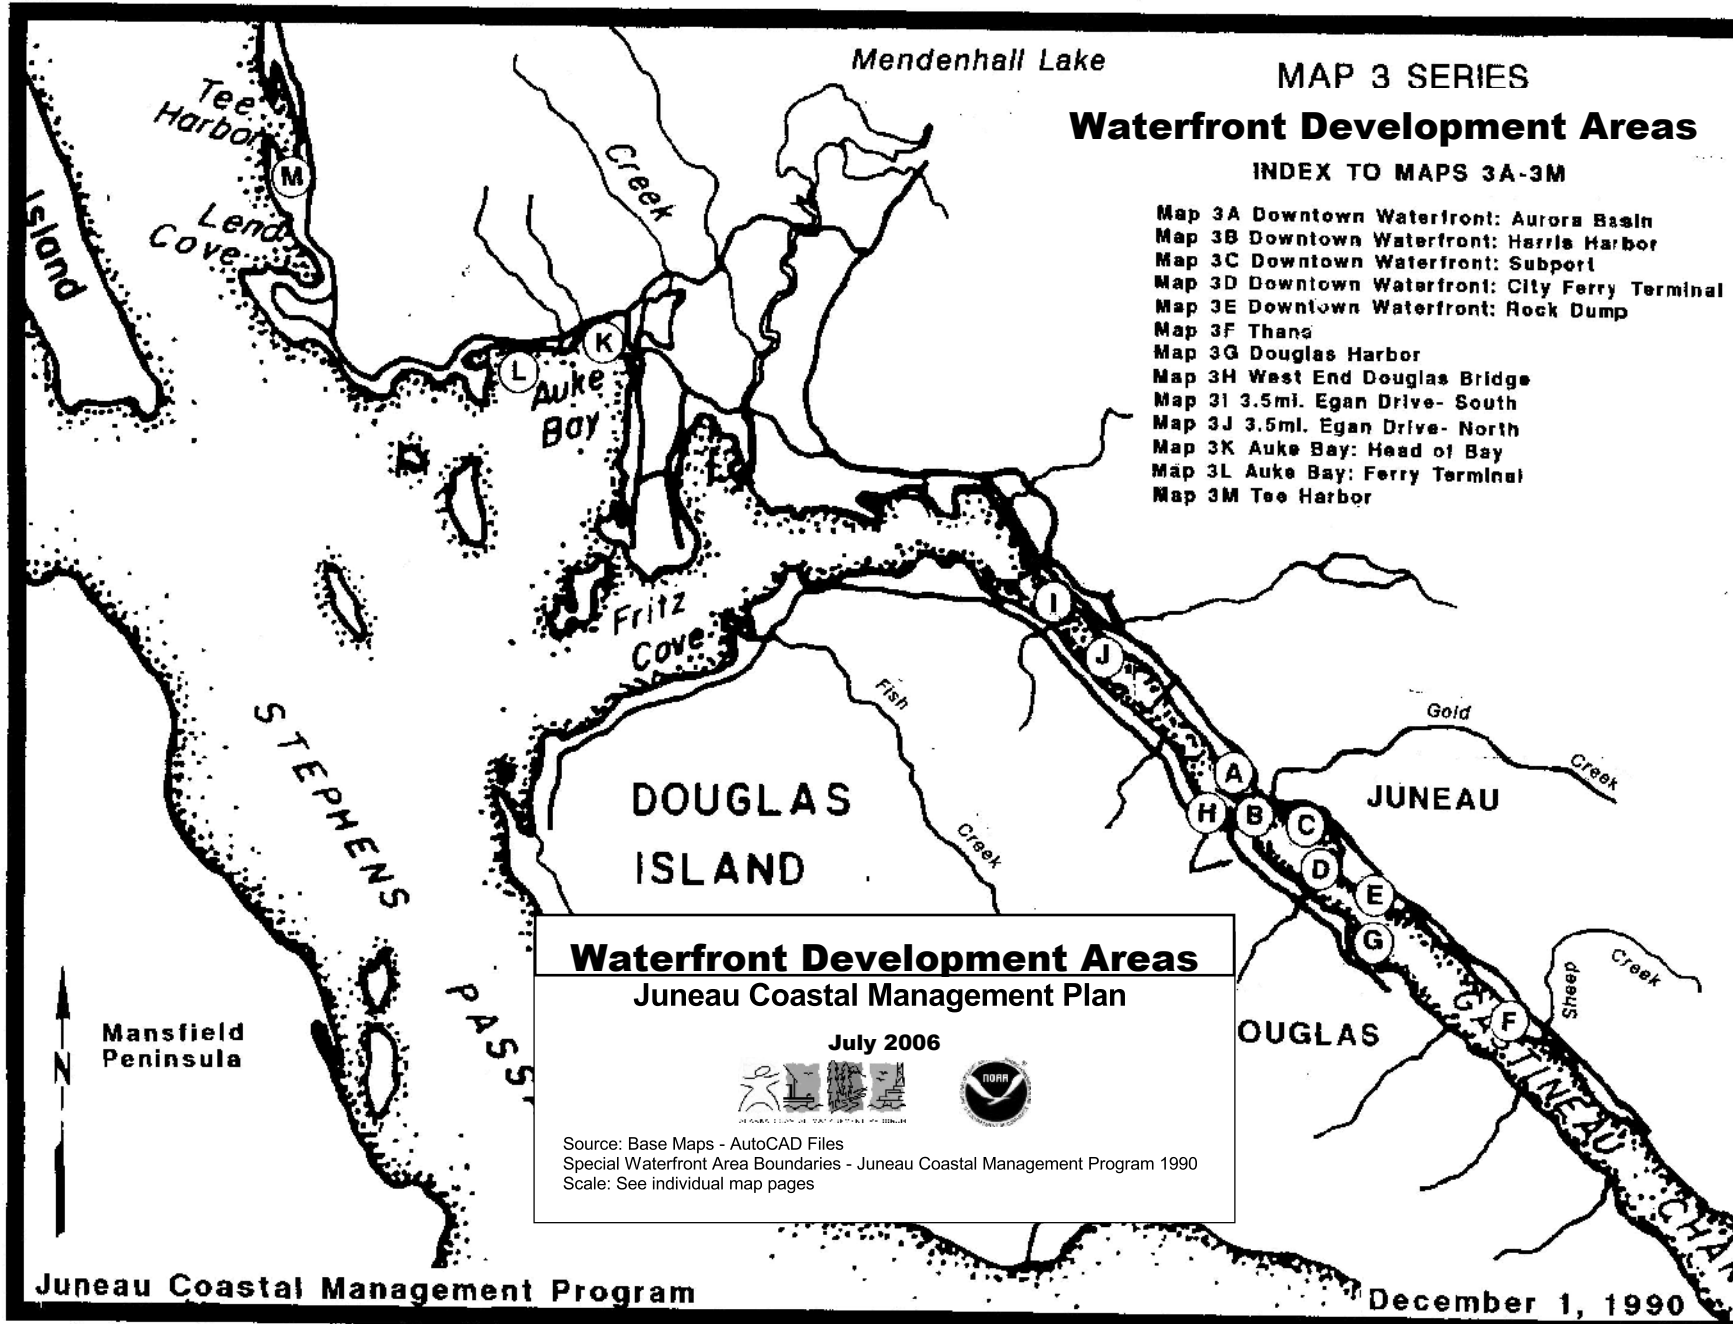 Mendenhall Lake
MAP 3 SERIES
Waterfront Development Areas
INDEX TO MAPS 3A-3M
Map 3A Downtown Waterfront: Aurora Basin
Map 3B Downtown Waterfront: Harris Harbor
Map 3C Downtown Waterfront: Subport
Map 3D Downtown Waterfront: City Ferry Terminal
Map 3E Downtown Waterfront: Rock Dump
Map 3F Thana
Map 3G Douglas Harbor
Map 3H West End Douglas Bridge
Map 3I 3.5mi. Egan Drive- South
Map 3J 3.5mi. Egan Drive- North
Map 3K Auke Bay: Head of Bay
Map 3L Auke Bay: Ferry Terminal
Map 3M Tee Harbor
Tee
Harbor
M
Creek
Lena
Cove
Island
K
L
Auke
Bay
Fritz
Cove
I
J
Fish
Creek
Gold
Creek
STEPHENS
PASS
DOUGLAS
ISLAND
JUNEAU
A
H
B
C
D
E
G
F
Sheep
Creek
OUGLAS
GASTINEAU
CHAN
Mansfield
Peninsula
N
Waterfront Development Areas
Juneau Coastal Management Plan
July 2006
NOAA
Source: Base Maps - AutoCAD Files
Special Waterfront Area Boundaries - Juneau Coastal Management Program 1990
Scale: See individual map pages
Juneau Coastal Management Program
December 1, 1990